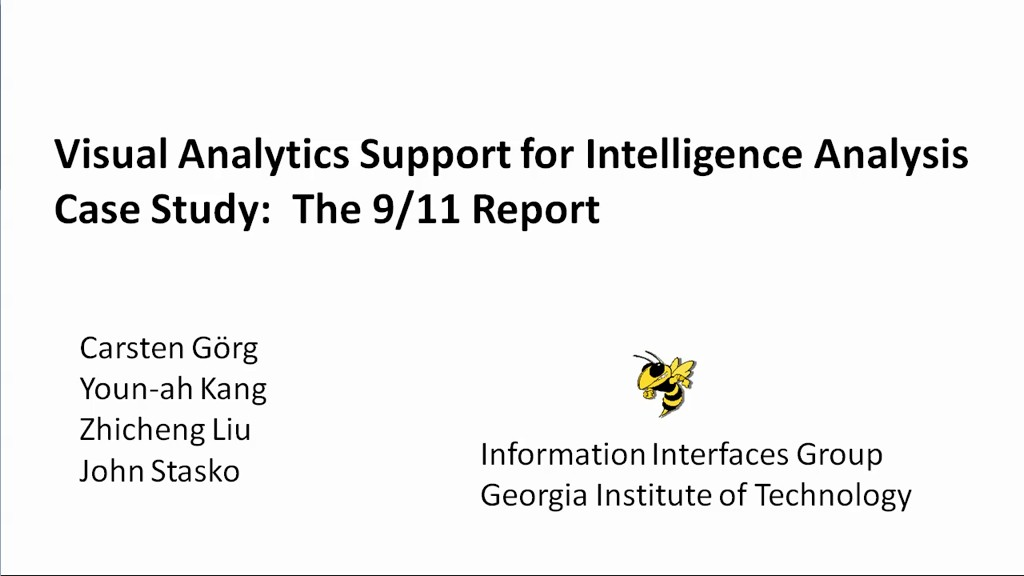 Visual Analytics Support for Intelligence Analysis
Case Study: The 9/11 Report
Carsten Görg
Youn-ah Kang
Zhicheng Liu
John Stasko
Information Interfaces Group
Georgia Institute of Technology